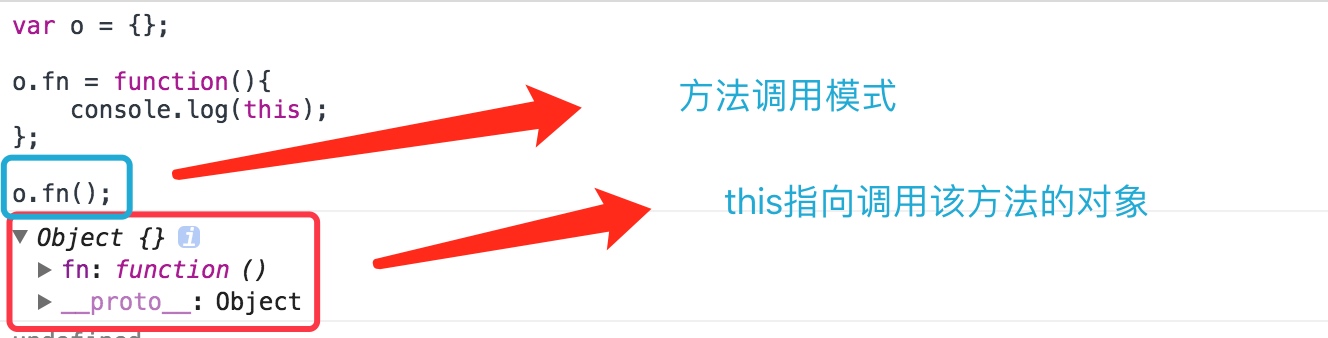 var o = {};
o.fn = function(){
    console.log(this);
};
o.fn();
方法调用模式
this指向调用该方法的对象
▼ Object {} i
▶ fn: function ()
▶ __proto__: Object
undefined